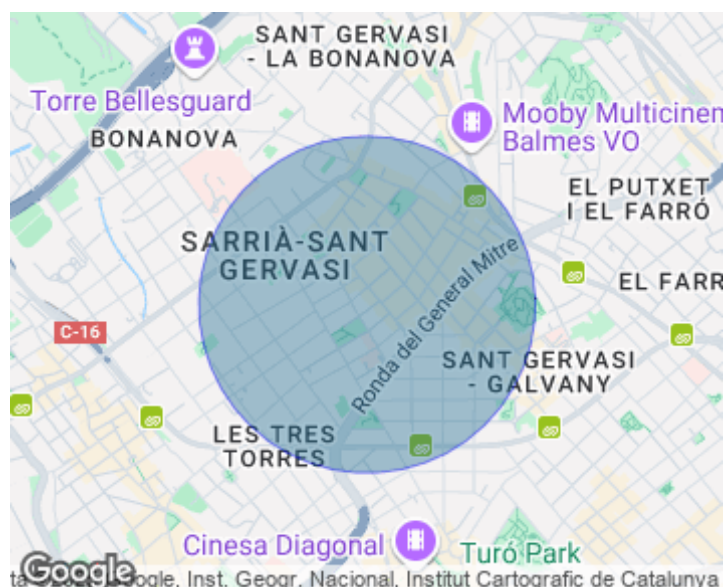 SANT GERVASI
- LA BONANOVA
Torre Bellesguard
BONANOVA
Mooby Multicinem
Balmes VO
EL PUTXET
I EL FARRÓ
SARRIÀ-SANT
GERVASI
Ronda del General Mitre
EL FARR
C-16
SANT GERVASI
- GALVANY
LES TRES
TORRES
Cinesa Diagonal
Turó Park
Google
Google, Inst. Geogr. Nacional, Institut Cartografic de Catalunya